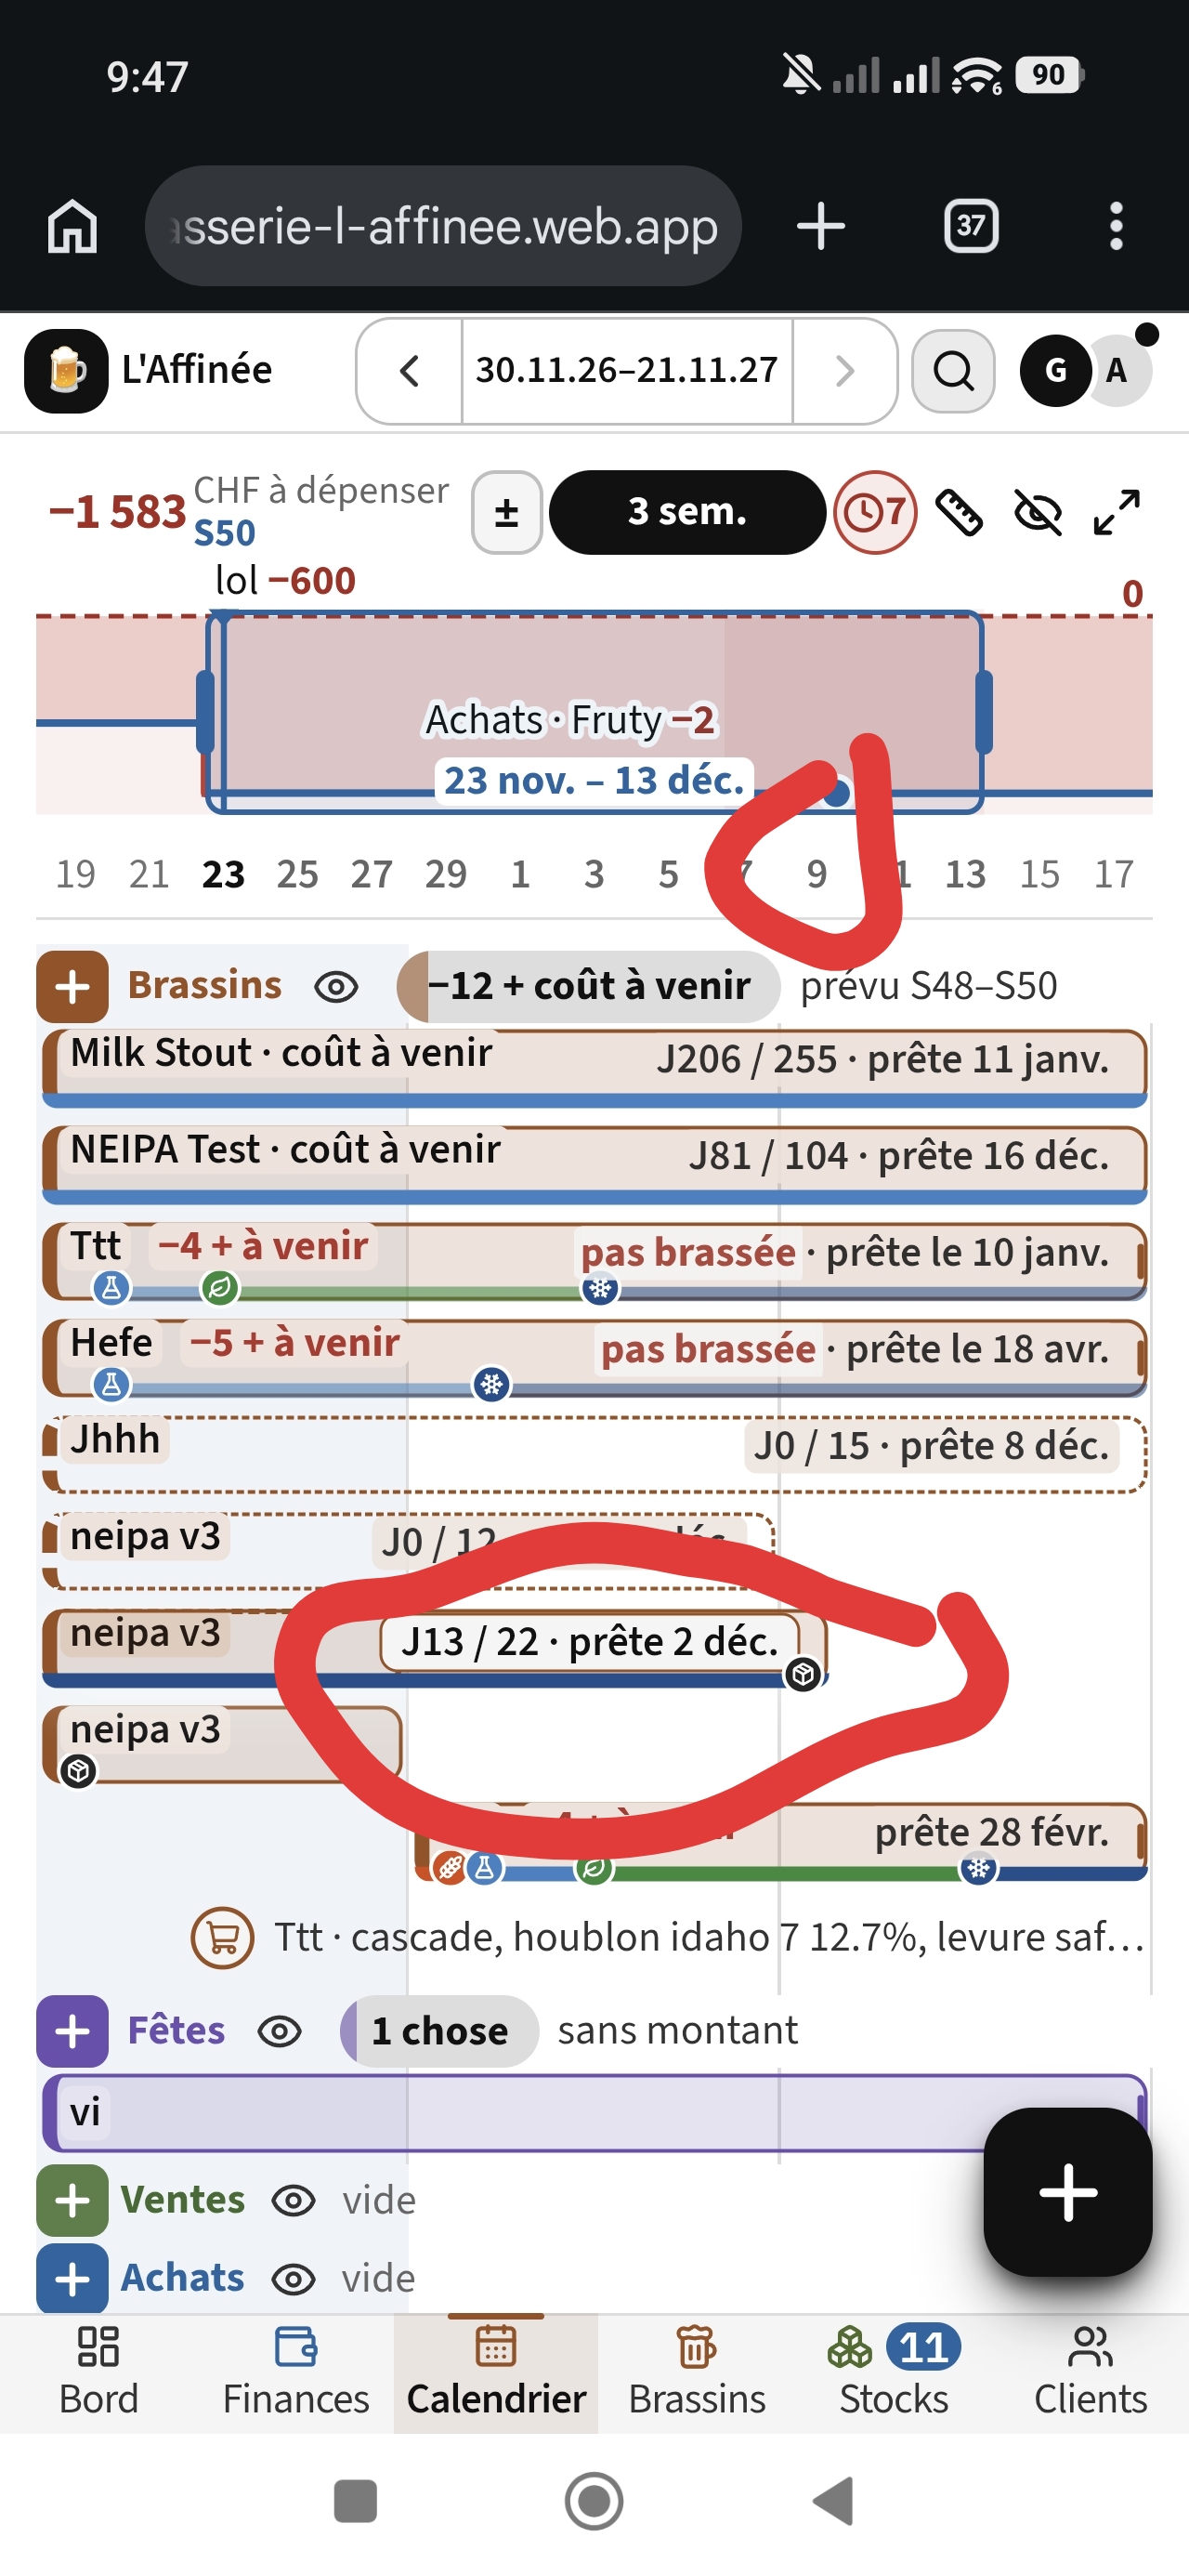 9:47
90
6
asserie-l-affinee.web.app
37
L'Affinée
30.11.26–21.11.27
G
A
−1 583 CHF à dépenser
S50
±
3 sem.
7
lol −600
0
Achats · Fruty −2
23 nov. – 13 déc.
19 21 23 25 27 29 1 3 5 7 9 13 15 17
Brassins
−12 + coût à venir
prévu S48–S50
Milk Stout · coût à venir
J206 / 255 · prête 11 janv.
NEIPA Test · coût à venir
J81 / 104 · prête 16 déc.
Ttt −4 + à venir
pas brassée · prête le 10 janv.
Hefe −5 + à venir
pas brassée · prête le 18 avr.
Jhhh
J0 / 15 · prête 8 déc.
neipa v3
J0 / 12
neipa v3
J13 / 22 · prête 2 déc.
neipa v3
prête 28 févr.
Ttt · cascade, houblon idaho 7 12.7%, levure saf…
Fêtes
1 chose
sans montant
vi
Ventes
vide
Achats
vide
Bord
Finances
Calendrier
Brassins
11
Stocks
Clients